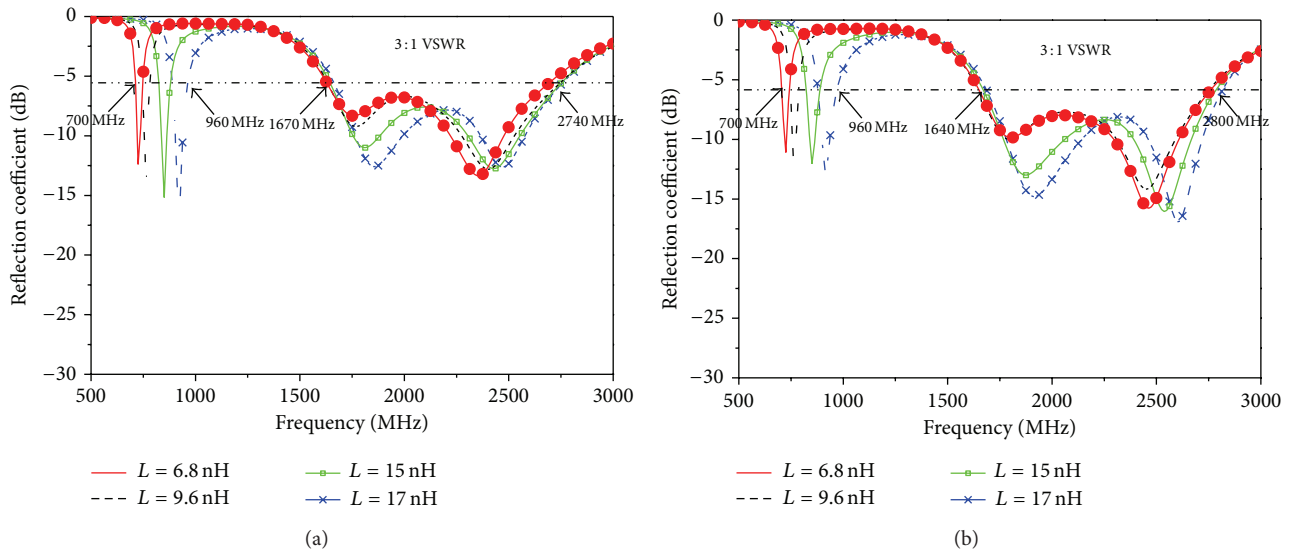 0
−5
−10
−15
−20
−25
−30
Reflection coefficient (dB)
3:1 VSWR
700 MHz
960 MHz
1670 MHz
2740 MHz
500
1000
1500
2000
2500
3000
Frequency (MHz)
L = 6.8 nH
L = 9.6 nH
L = 15 nH
L = 17 nH
(a)
0
−5
−10
−15
−20
−25
−30
Reflection coefficient (dB)
3:1 VSWR
700 MHz
960 MHz
1640 MHz
2800 MHz
500
1000
1500
2000
2500
3000
Frequency (MHz)
L = 6.8 nH
L = 9.6 nH
L = 15 nH
L = 17 nH
(b)